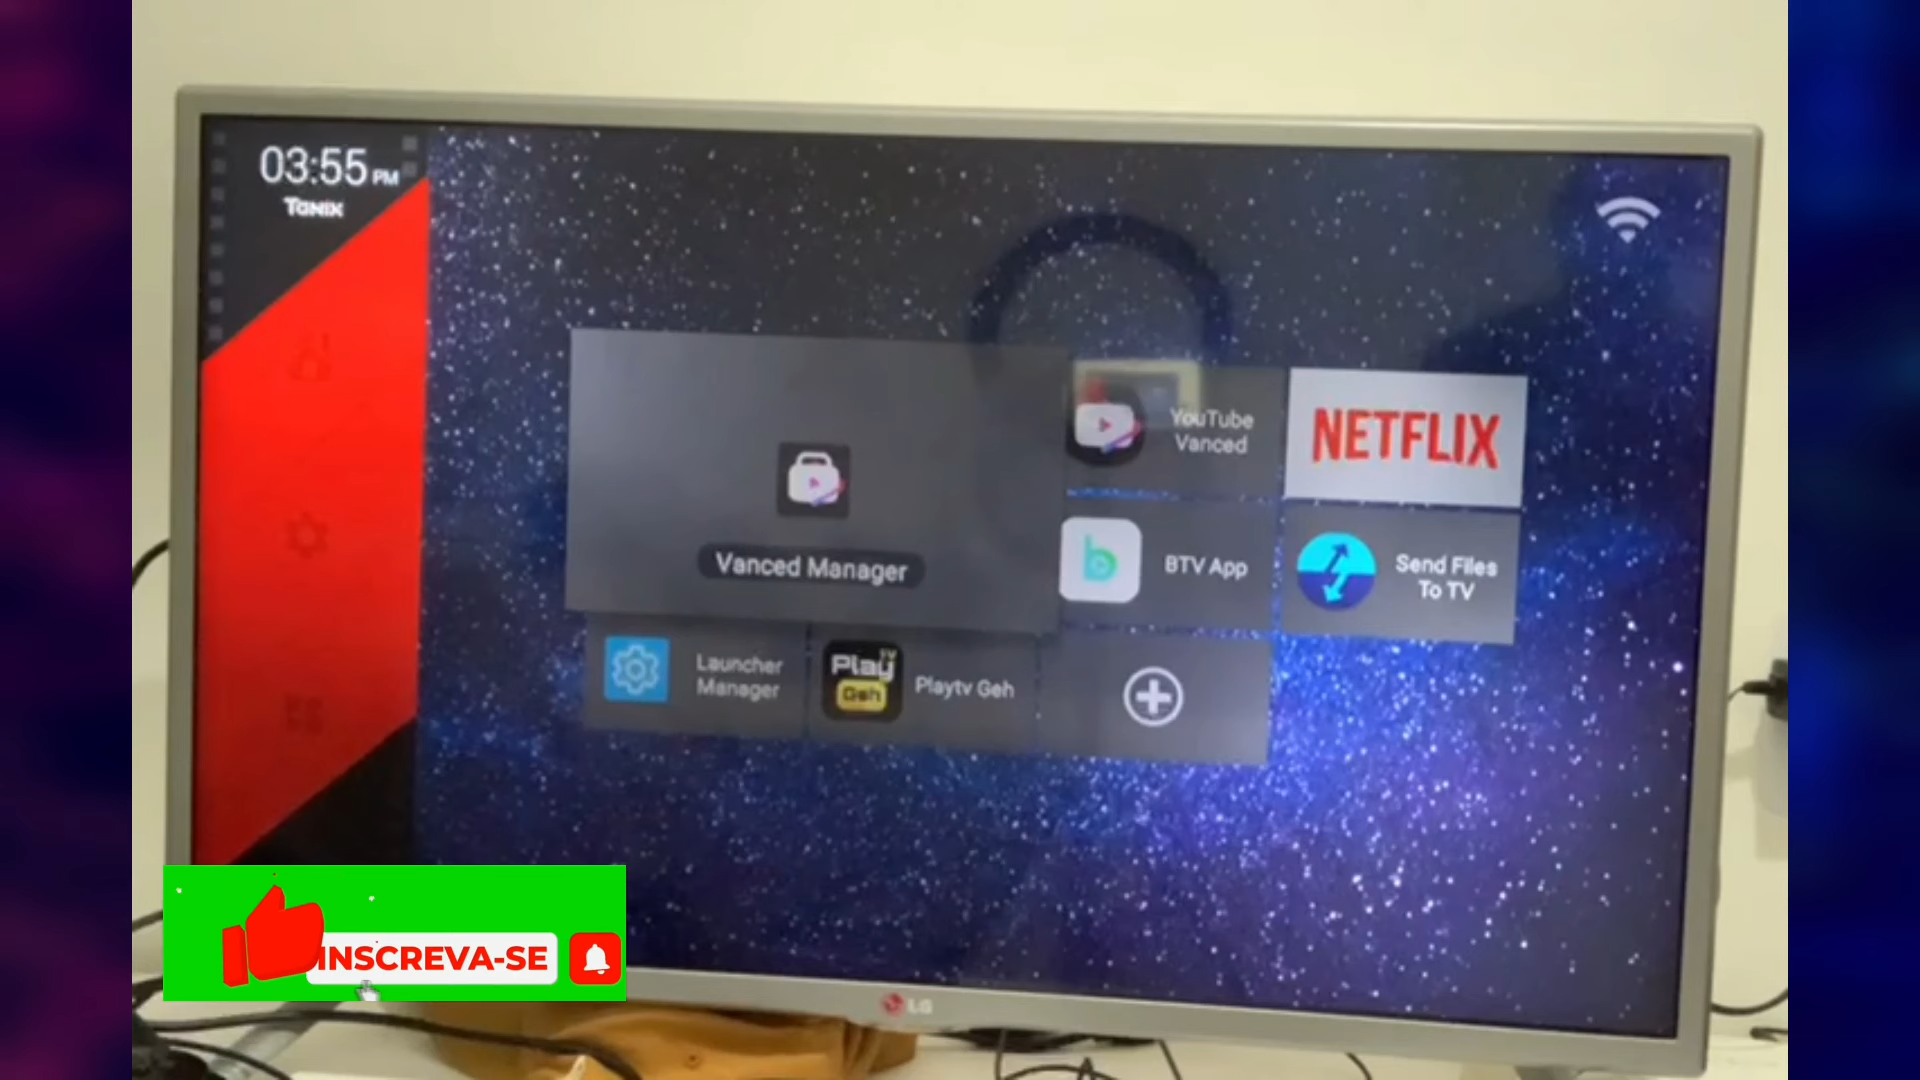 03:55 PM
TANIX
YouTube
Vanced
NETFLIX
Vanced Manager
BTV App
Send Files
To TV
Launcher
Manager
Play TV
Geh
Playtv Geh
INSCREVA-SE
LG